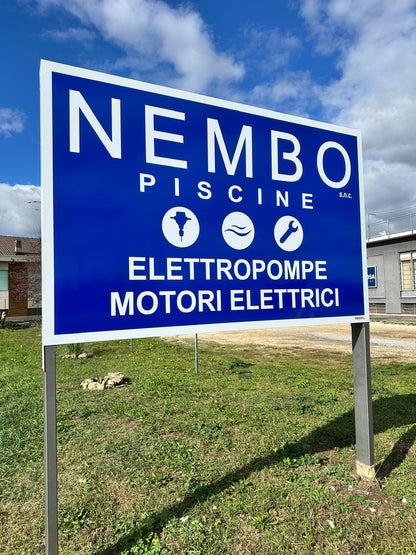 NEMBO
s.n.c.
PISCINE
ELETTROPOMPE
MOTORI ELETTRICI